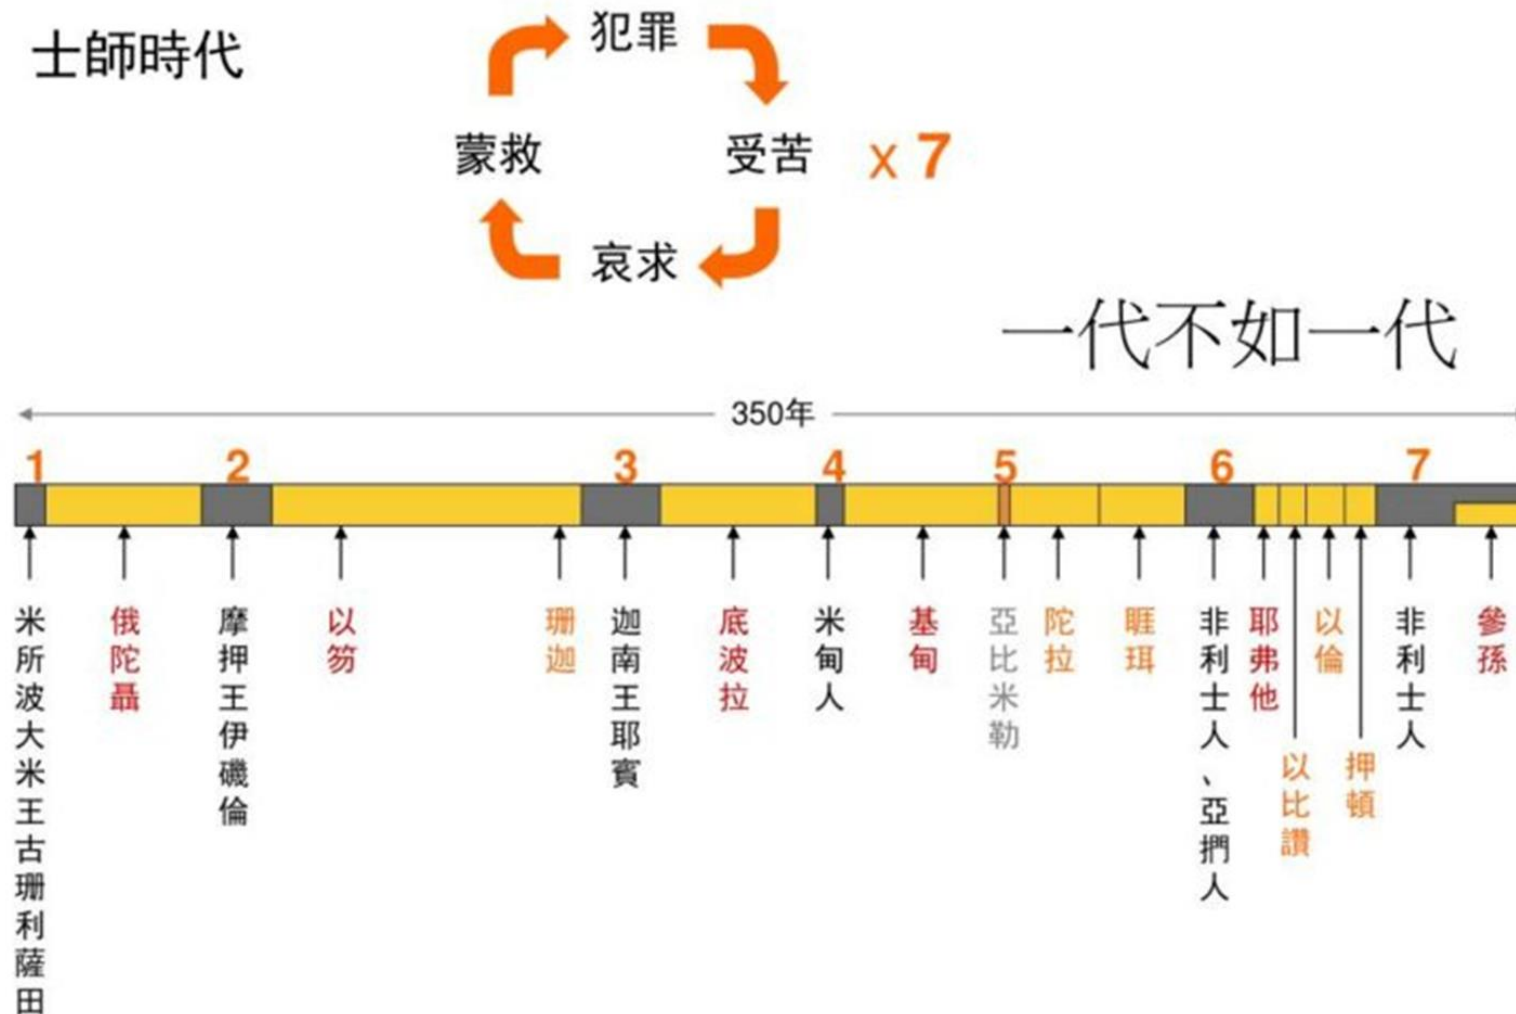 士師時代
犯罪
蒙救
受苦
x 7
哀求
一代不如一代
350年
1 2 3 4 5 6 7
米所波大米王古珊利薩田
俄陀聶
摩押王伊磯倫
以笏
珊迦
迦南王耶賓
底波拉
米甸人
基甸
亞比米勒
陀拉
睚珥
非利士人、亞捫人
耶弗他
以比讚
以倫
押頓
非利士人
參孫